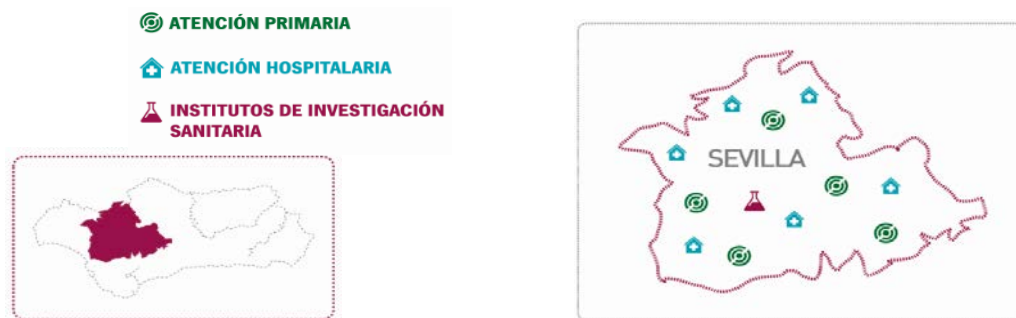 ATENCIÓN PRIMARIA
ATENCIÓN HOSPITALARIA
INSTITUTOS DE INVESTIGACIÓN
SANITARIA
SEVILLA